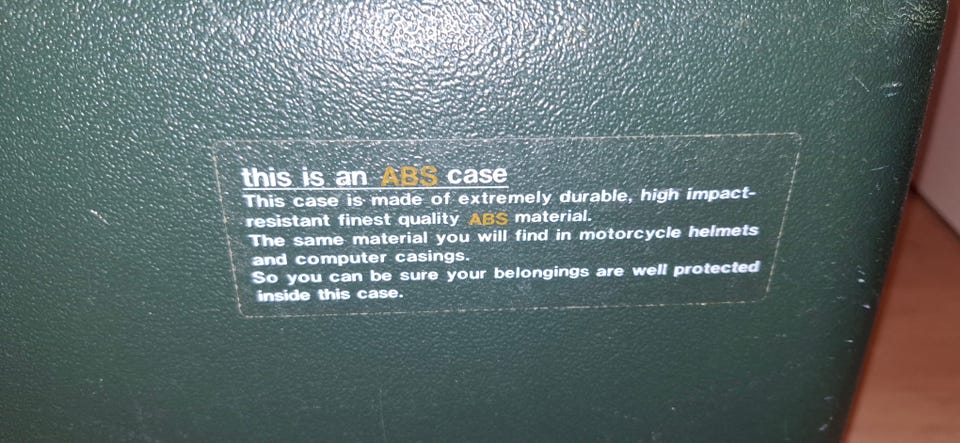 this is an ABS case
This case is made of extremely durable, high impact-
resistant finest quality ABS material.
The same material you will find in motorcycle helmets
and computer casings.
So you can be sure your belongings are well protected
inside this case.